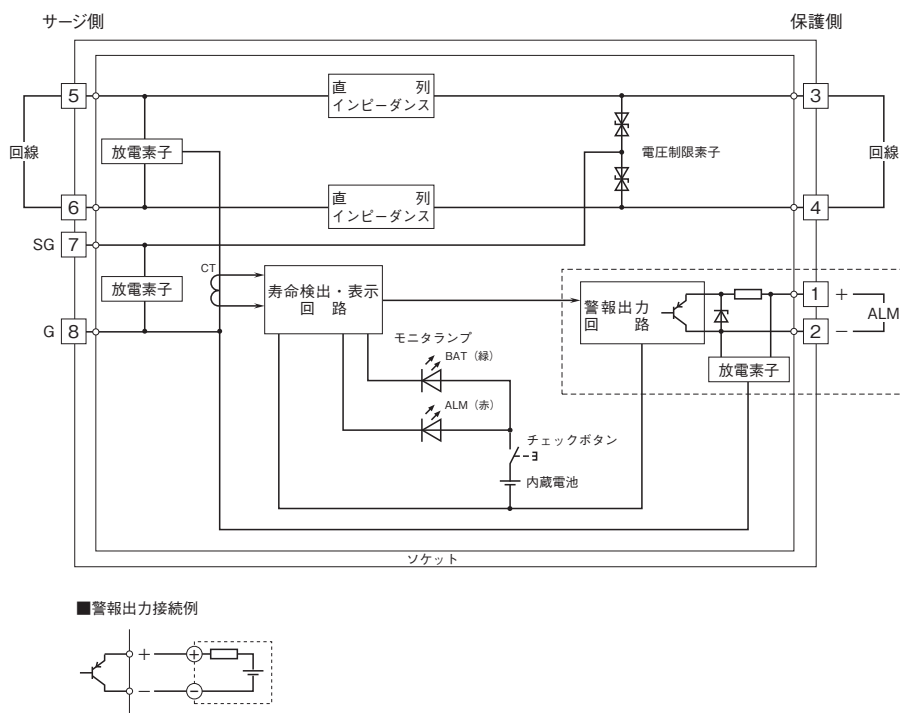 サージ側
保護側
5
直 列
インピーダンス
3
回線
放電素子
電圧制限素子
回線
6
直 列
インピーダンス
4
SG 7
CT
放電素子
寿命検出・表示
回 路
警報出力
回 路
1 +
ALM
G 8
2 −
モニタランプ
BAT（緑）
放電素子
ALM（赤）
チェックボタン
内蔵電池
ソケット
■警報出力接続例
+ +
− −